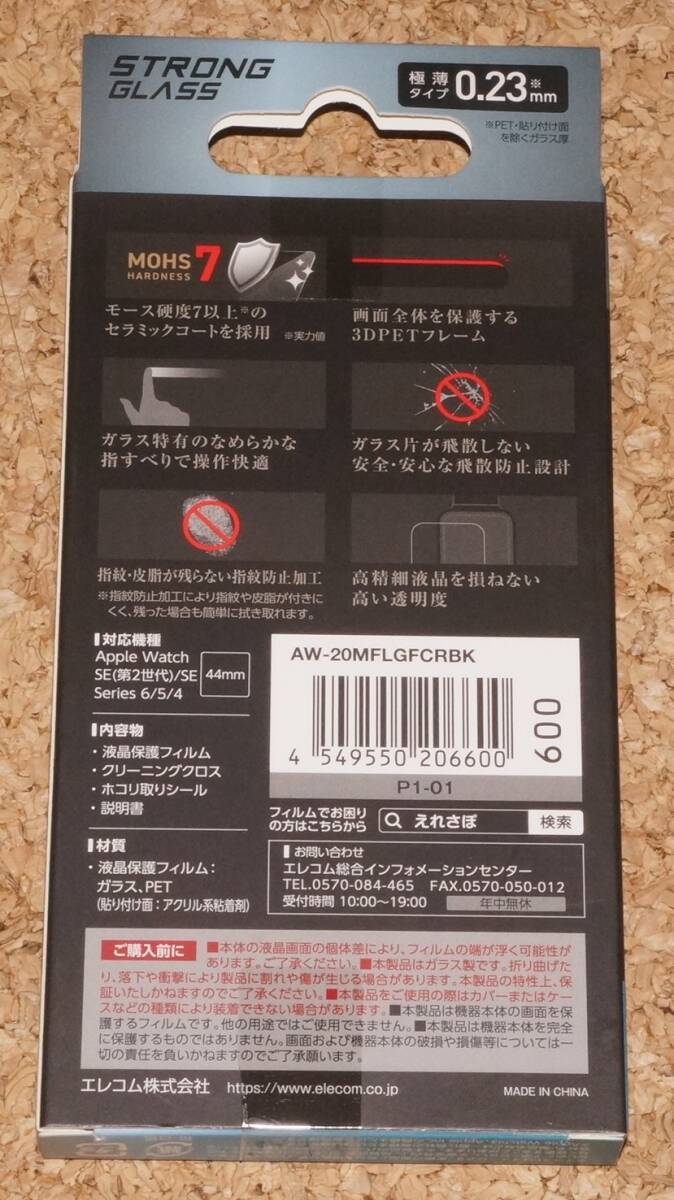 STRONG
GLASS
極薄
タイプ 0.23※mm
※PET・貼り付け面
を除くガラス厚
MOHS 7
HARDNESS
モース硬度7以上※の
セラミックコートを採用 ※実力値
画面全体を保護する
3DPETフレーム
ガラス特有のなめらかな
指すべりで操作快適
ガラス片が飛散しない
安全・安心な飛散防止設計
指紋・皮脂が残らない指紋防止加工
※指紋防止加工により指紋や皮脂が付きに
くく、残った場合も簡単に拭き取れます。
高精細液晶を損ねない
高い透明度
対応機種
Apple Watch
SE(第2世代)/SE
Series 6/5/4
44mm
内容物
・液晶保護フィルム
・クリーニングクロス
・ホコリ取りシール
・説明書
材質
・液晶保護フィルム：
ガラス、PET
(貼り付け面：アクリル系粘着剤)
AW-20MFLGFCRBK
4 549550 206600
600
P1-01
フィルムでお困り
の方はこちらから
えれさぽ 検索
お問い合わせ
エレコム総合インフォメーションセンター
TEL.0570-084-465 FAX.0570-050-012
受付時間 10:00〜19:00 年中無休
ご購入前に ■本体の液晶画面の個体差により、フィルムの端が浮く可能性が
あります。ご了承ください。■本製品はガラス製です。折り曲げた
り、落下や衝撃により製品に割れや傷が生じる場合があります。本製品の特性上、保
証いたしかねますのでご了承ください。■本製品をご使用の際はカバーまたはケー
スなどの種類により装着できない場合があります。■本製品は機器本体の画面を保
護するフィルムです。他の用途ではご使用できません。■本製品は機器本体を完全
に保護するものではありません。画面および機器本体の破損や損傷等については一
切の責任を負いかねますのでご了承願います。
エレコム株式会社 https://www.elecom.co.jp
MADE IN CHINA